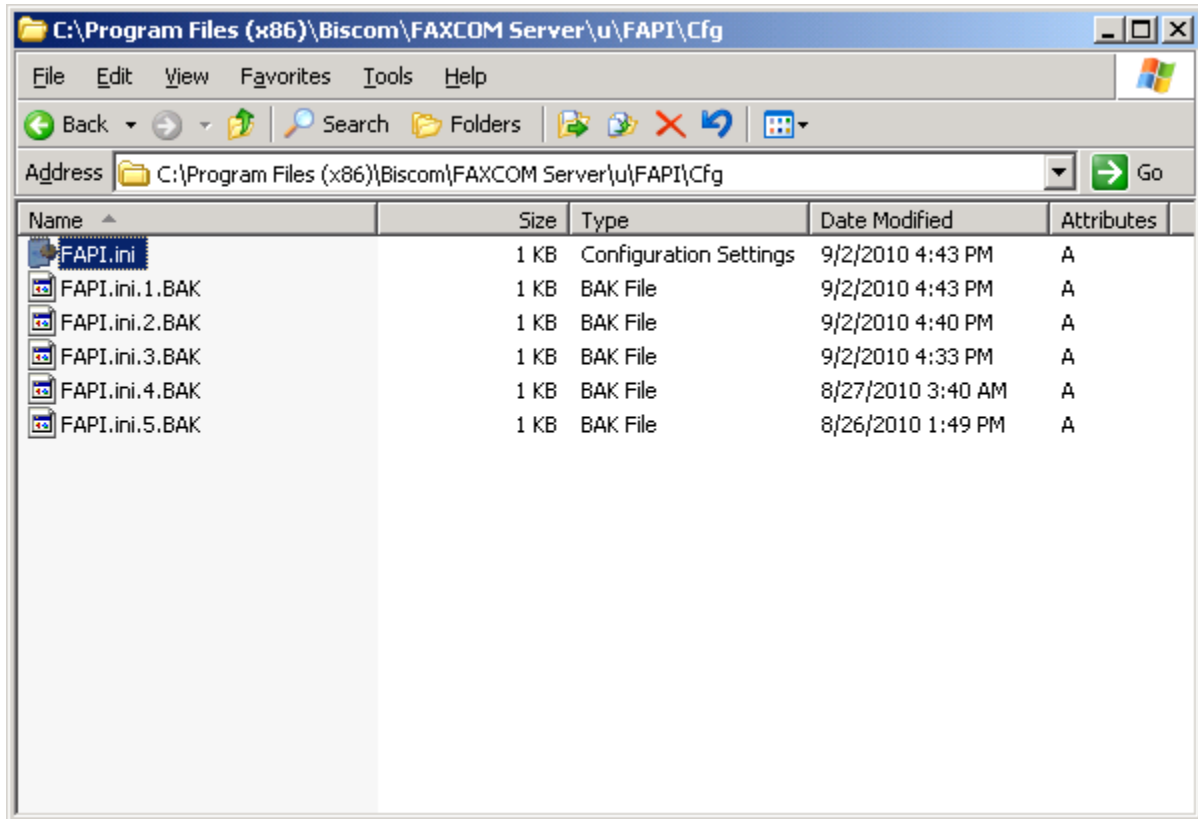 C:\Program Files (x86)\Biscom\FAXCOM Server\u\FAPI\Cfg
File Edit View Favorites Tools Help
Back Search Folders
Address C:\Program Files (x86)\Biscom\FAXCOM Server\u\FAPI\Cfg Go
Name Size Type Date Modified Attributes
FAPI.ini 1 KB Configuration Settings 9/2/2010 4:43 PM A
FAPI.ini.1.BAK 1 KB BAK File 9/2/2010 4:43 PM A
FAPI.ini.2.BAK 1 KB BAK File 9/2/2010 4:40 PM A
FAPI.ini.3.BAK 1 KB BAK File 9/2/2010 4:33 PM A
FAPI.ini.4.BAK 1 KB BAK File 8/27/2010 3:40 AM A
FAPI.ini.5.BAK 1 KB BAK File 8/26/2010 1:49 PM A